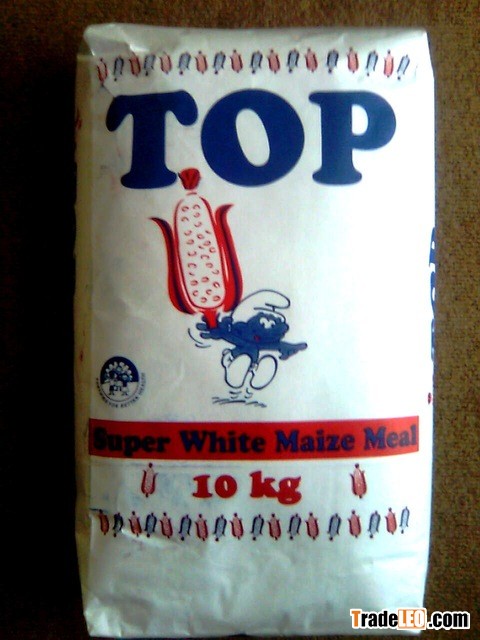 TOP
Super White Maize Meal
10 kg
TradeLEO.com